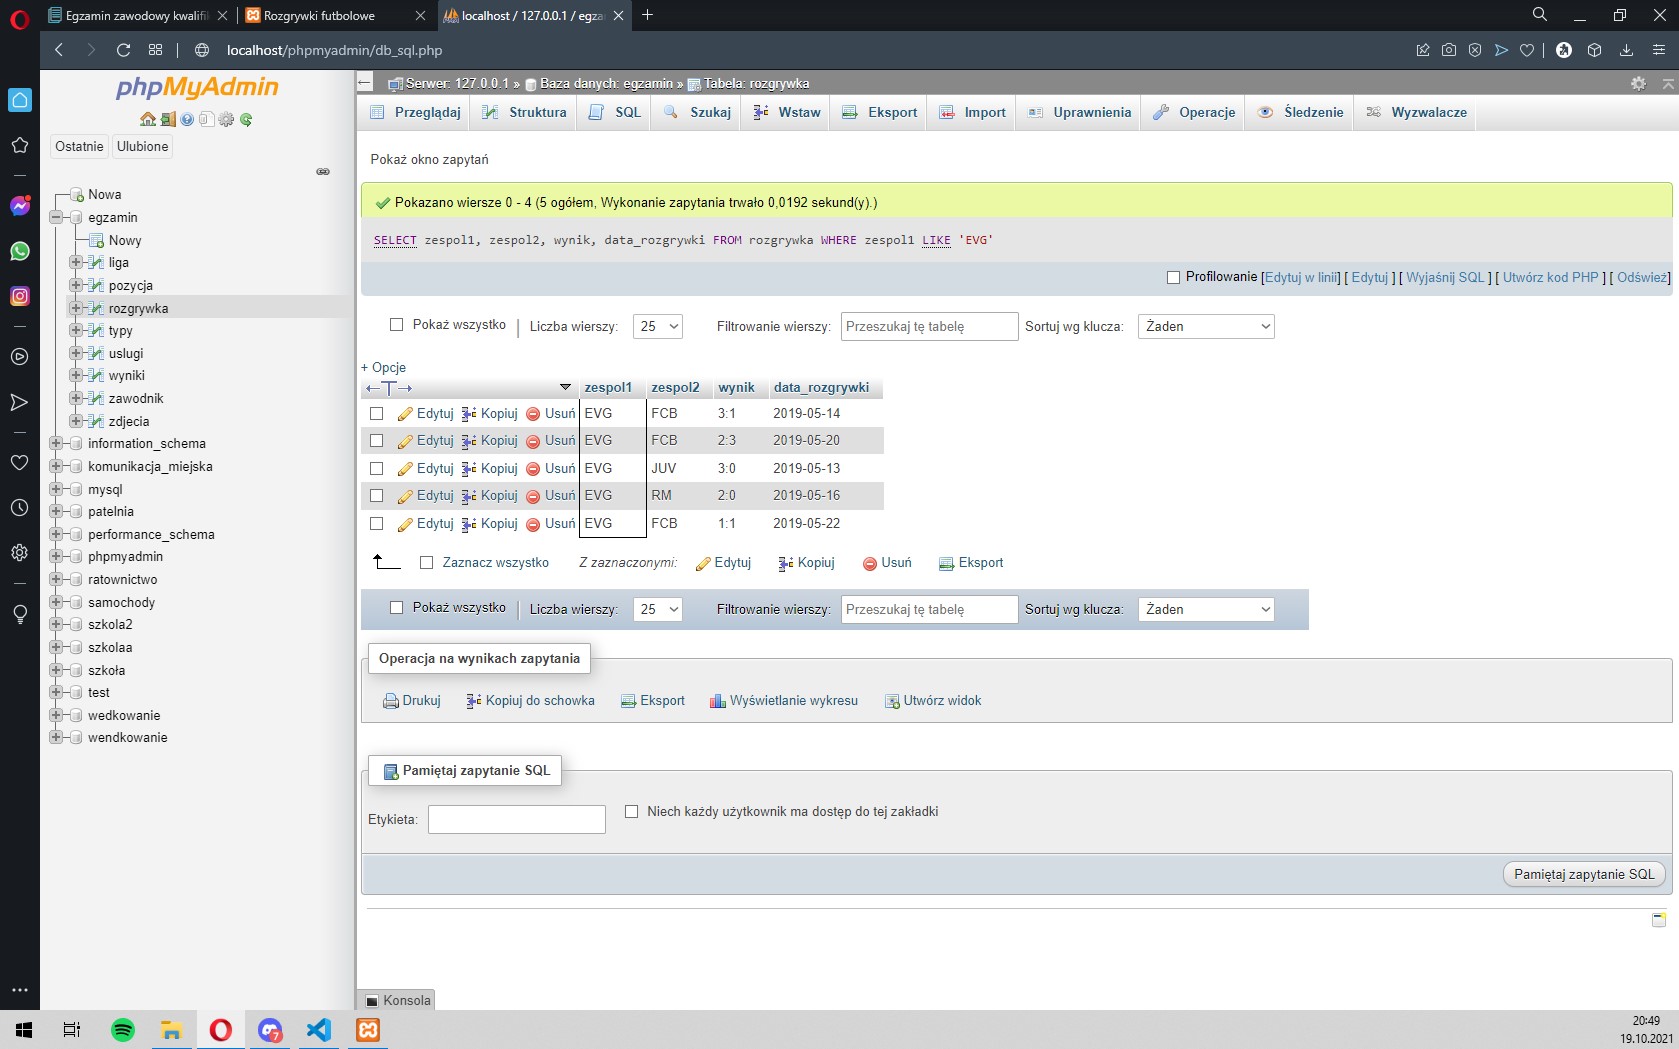 Egzamin zawodowy kwalifik
Rozgrywki futbolowe
localhost / 127.0.0.1 / egza
localhost/phpmyadmin/db_sql.php
phpMyAdmin
Ostatnie Ulubione
Nowa
egzamin
Nowy
liga
pozycja
rozgrywka
typy
uslugi
wyniki
zawodnik
zdjecia
information_schema
komunikacja_miejska
mysql
patelnia
performance_schema
phpmyadmin
ratownictwo
samochody
szkola2
szkolaa
szkoła
test
wedkowanie
wendkowanie
Serwer: 127.0.0.1 » Baza danych: egzamin » Tabela: rozgrywka
Przeglądaj Struktura SQL Szukaj Wstaw Eksport Import Uprawnienia Operacje Śledzenie Wyzwalacze
Pokaż okno zapytań
Pokazano wiersze 0 - 4 (5 ogółem, Wykonanie zapytania trwało 0,0192 sekund(y).)
SELECT zespol1, zespol2, wynik, data_rozgrywki FROM rozgrywka WHERE zespol1 LIKE 'EVG'
Profilowanie [Edytuj w linii] [ Edytuj ] [ Wyjaśnij SQL ] [ Utwórz kod PHP ] [ Odśwież]
Pokaż wszystko Liczba wierszy: 25 Filtrowanie wierszy: Przeszukaj tę tabelę Sortuj wg klucza: Żaden
+ Opcje
←T→ zespol1 zespol2 wynik data_rozgrywki
Edytuj Kopiuj Usuń EVG FCB 3:1 2019-05-14
Edytuj Kopiuj Usuń EVG FCB 2:3 2019-05-20
Edytuj Kopiuj Usuń EVG JUV 3:0 2019-05-13
Edytuj Kopiuj Usuń EVG RM 2:0 2019-05-16
Edytuj Kopiuj Usuń EVG FCB 1:1 2019-05-22
Zaznacz wszystko Z zaznaczonymi: Edytuj Kopiuj Usuń Eksport
Pokaż wszystko Liczba wierszy: 25 Filtrowanie wierszy: Przeszukaj tę tabelę Sortuj wg klucza: Żaden
Operacja na wynikach zapytania
Drukuj Kopiuj do schowka Eksport Wyświetlanie wykresu Utwórz widok
Pamiętaj zapytanie SQL
Etykieta: Niech każdy użytkownik ma dostęp do tej zakładki
Pamiętaj zapytanie SQL
Konsola
7
20:49
19.10.2021